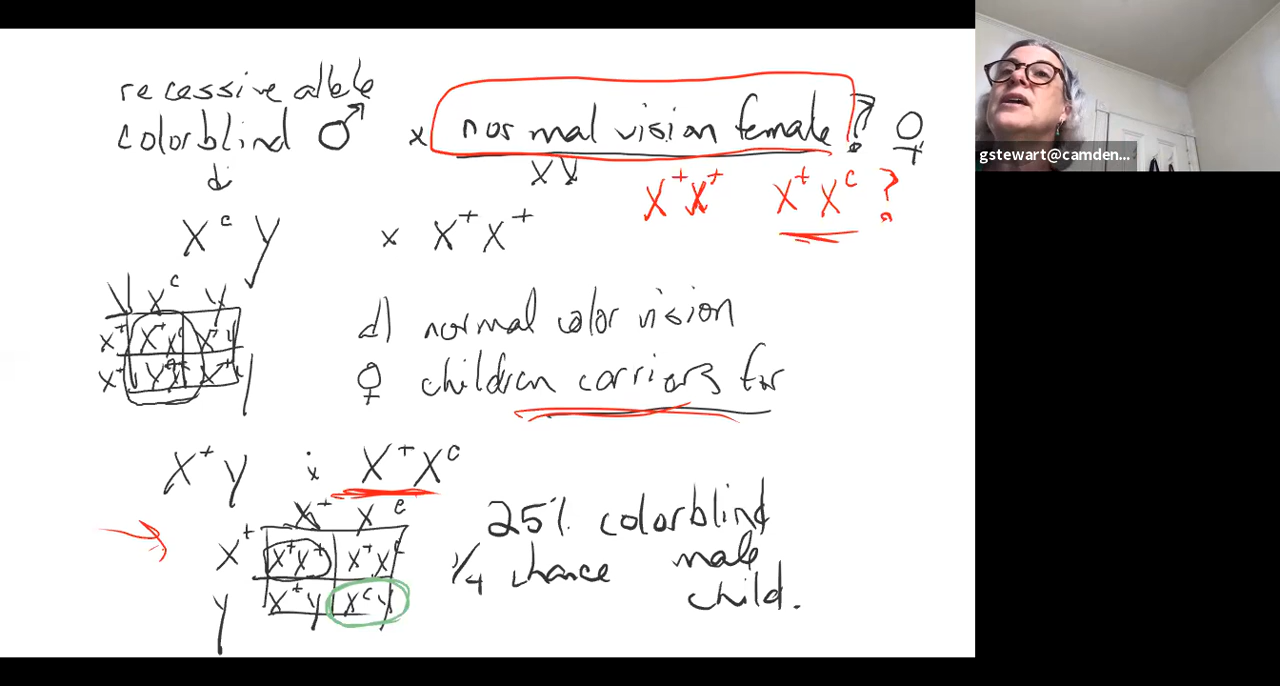 recessive allele
colorblind ♂ x normal vision female ? ♀
XX
X⁺X⁺ X⁺Xᶜ ?
Xᶜ Y x X⁺X⁺
Xᶜ Y
X⁺ X⁺Xᶜ X⁺Y
X⁺
d) normal color vision
♀ children carriers for
X⁺Y x X⁺Xᶜ
X⁺ Xᶜ
X⁺ X⁺X⁺ X⁺Xᶜ
Y X⁺Y XᶜY
25% colorblind
1/4 chance male
child.
gstewart@camden...